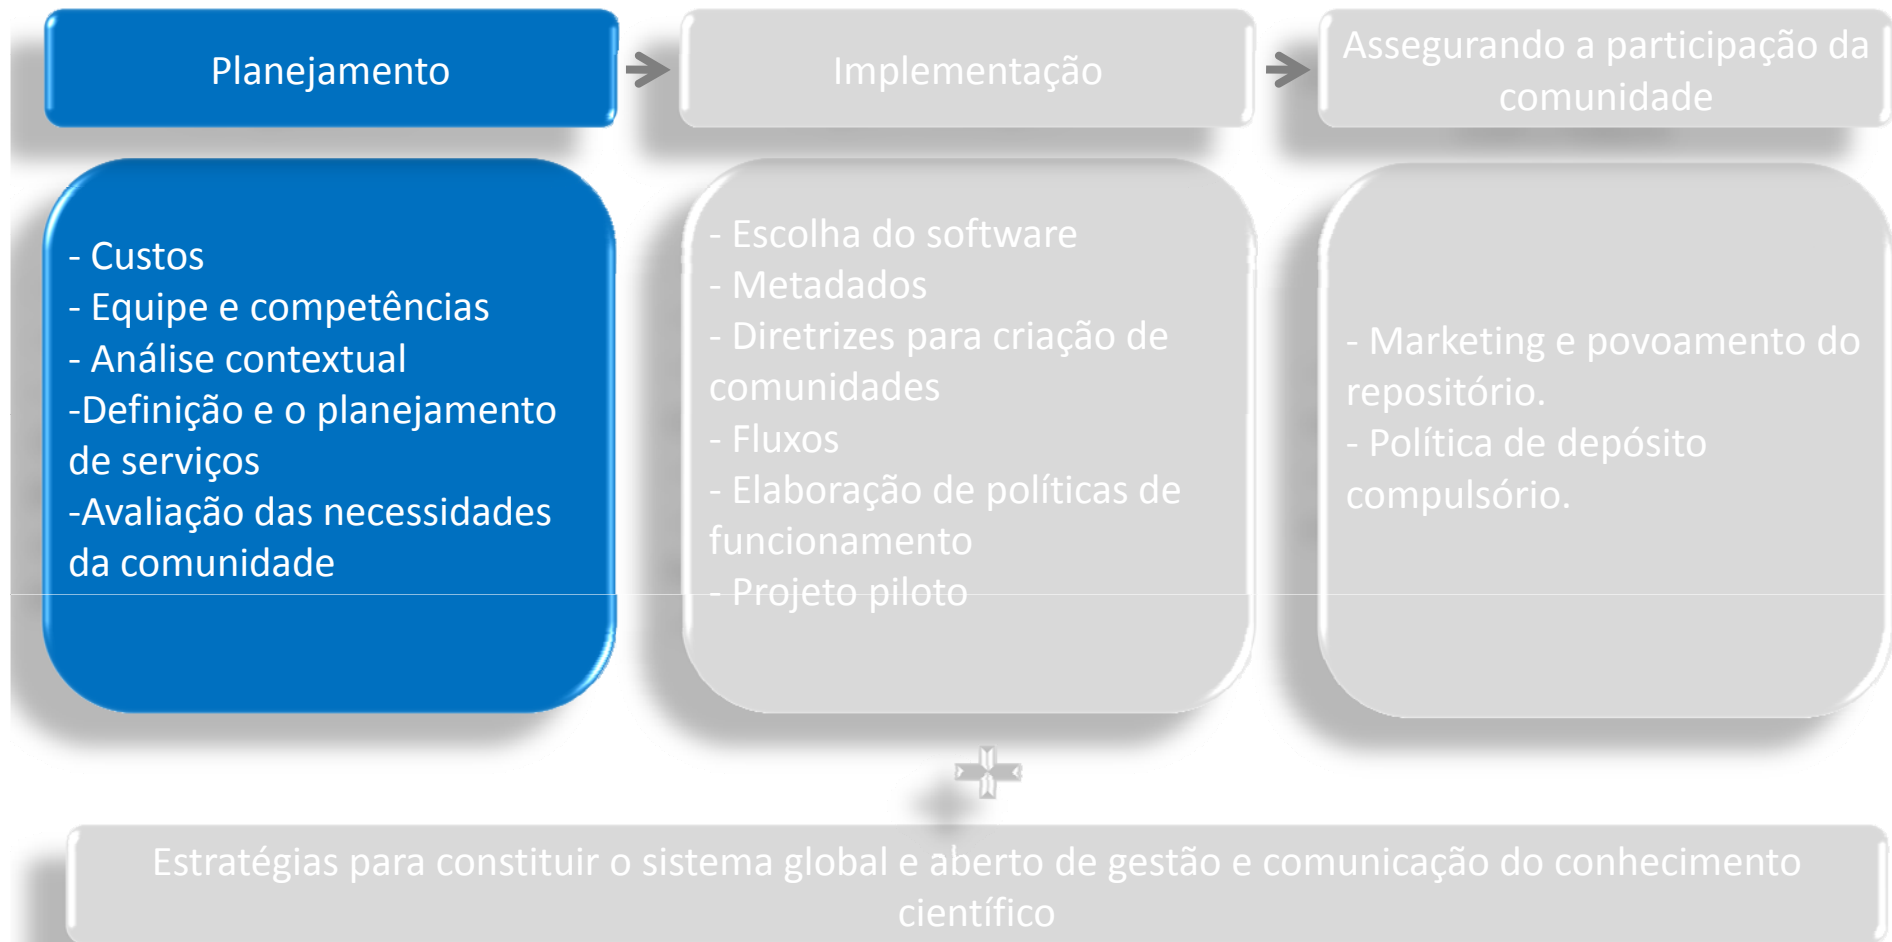 Planejamento
Implementação
Assegurando a participação da
comunidade
- Custos
- Equipe e competências
- Análise contextual
-Definição e o planejamento
de serviços
-Avaliação das necessidades
da comunidade
- Escolha do software
- Metadados
- Diretrizes para criação de
comunidades
- Fluxos
- Elaboração de políticas de
funcionamento
- Projeto piloto
- Marketing e povoamento do
repositório.
- Política de depósito
compulsório.
Estratégias para constituir o sistema global e aberto de gestão e comunicação do conhecimento
científico